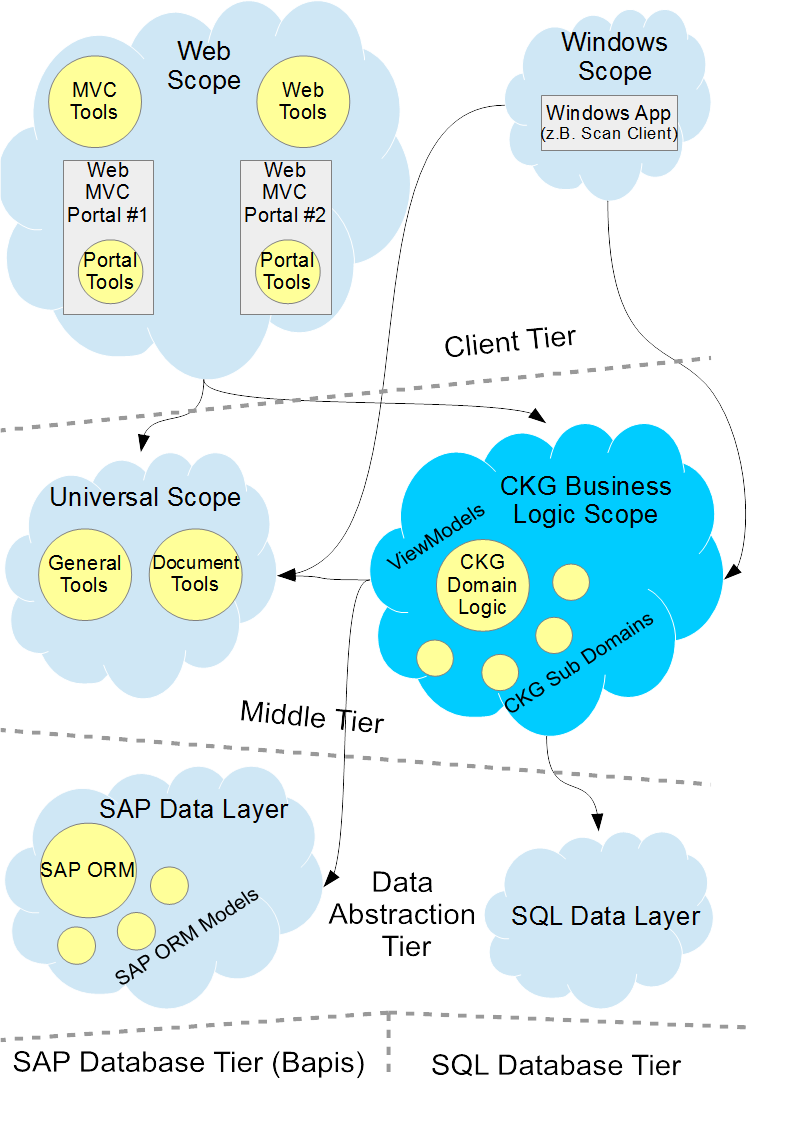 Web
Scope
MVC
Tools
Web
Tools
Web
MVC
Portal #1
Portal
Tools
Web
MVC
Portal #2
Portal
Tools
Windows
Scope
Windows App
(z.B. Scan Client)
Client Tier
Universal Scope
General
Tools
Document
Tools
CKG Business
Logic Scope
ViewModels
CKG
Domain
Logic
CKG Sub Domains
Middle Tier
SAP Data Layer
SAP ORM
SAP ORM Models
Data
Abstraction
Tier
SQL Data Layer
SAP Database Tier (Bapis)
SQL Database Tier